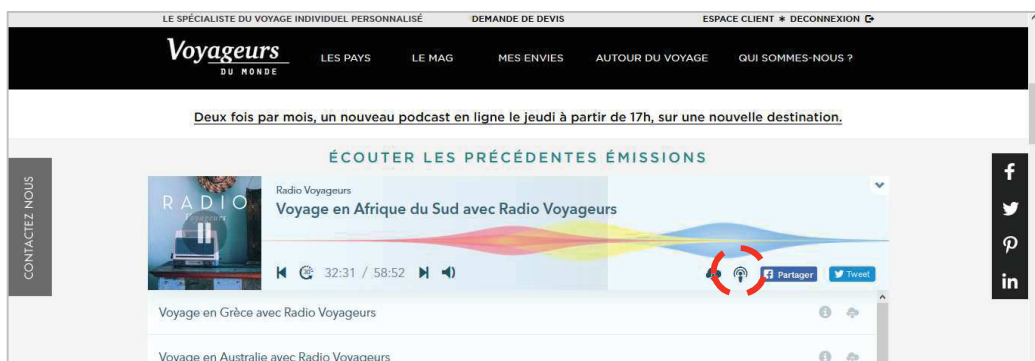 LE SPÉCIALISTE DU VOYAGE INDIVIDUEL PERSONNALISÉ DEMANDE DE DEVIS ESPACE CLIENT ✱ DECONNEXION
Voyageurs
DU MONDE
LES PAYS LE MAG MES ENVIES AUTOUR DU VOYAGE QUI SOMMES-NOUS ?
Deux fois par mois, un nouveau podcast en ligne le jeudi à partir de 17h, sur une nouvelle destination.
CONTACTEZ NOUS
ÉCOUTER LES PRÉCÉDENTES ÉMISSIONS
RADIO
Voyageurs
Radio Voyageurs
Voyage en Afrique du Sud avec Radio Voyageurs
30 32:31 / 58:52
Partager Tweet
Voyage en Grèce avec Radio Voyageurs
Voyage en Australie avec Radio Voyageurs